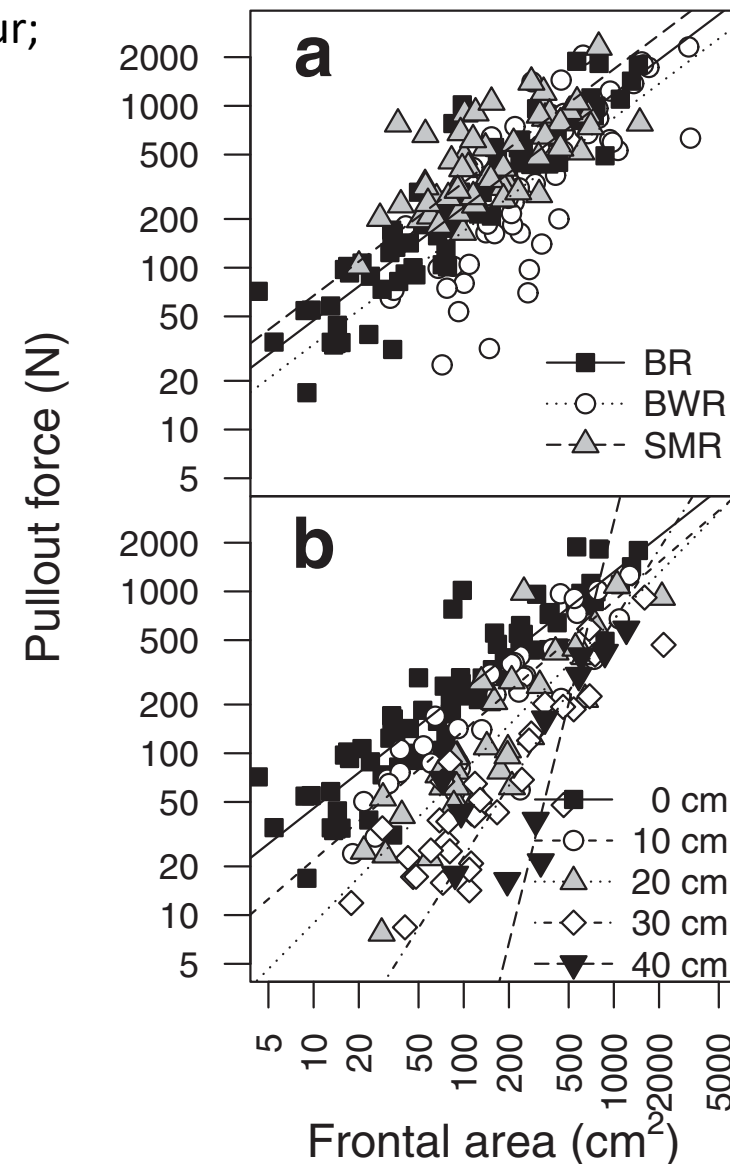 ur;
a
2000
1000
500
200
100
50
20
10
5
BR
BWR
SMR
Pullout force (N)
b
2000
1000
500
200
100
50
20
10
5
0 cm
10 cm
20 cm
30 cm
40 cm
5 10 20 50 100 200 500 1000 2000 5000
Frontal area (cm²)